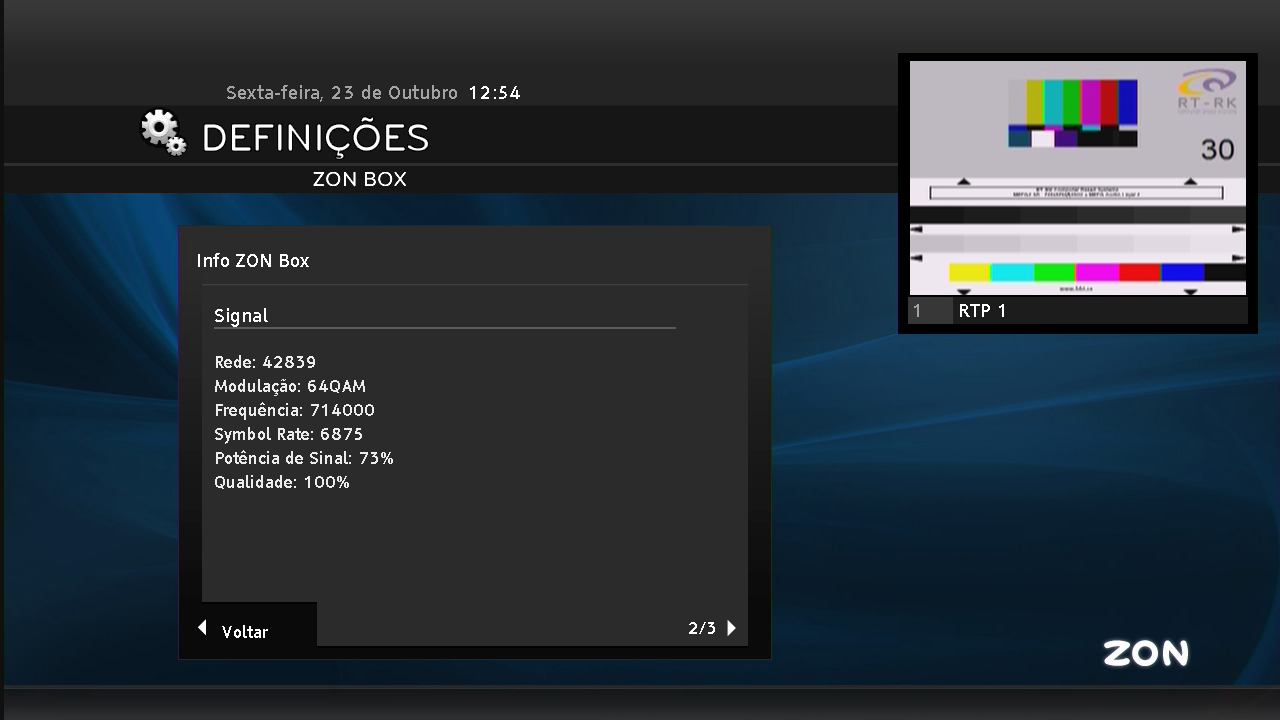 Sexta-feira, 23 de Outubro 12:54
DEFINIÇÕES
ZON BOX
RT-RK
30
1 RTP 1
Info ZON Box
Signal
Rede: 42839
Modulação: 64QAM
Frequência: 714000
Symbol Rate: 6875
Potência de Sinal: 73%
Qualidade: 100%
Voltar
2/3
ZON